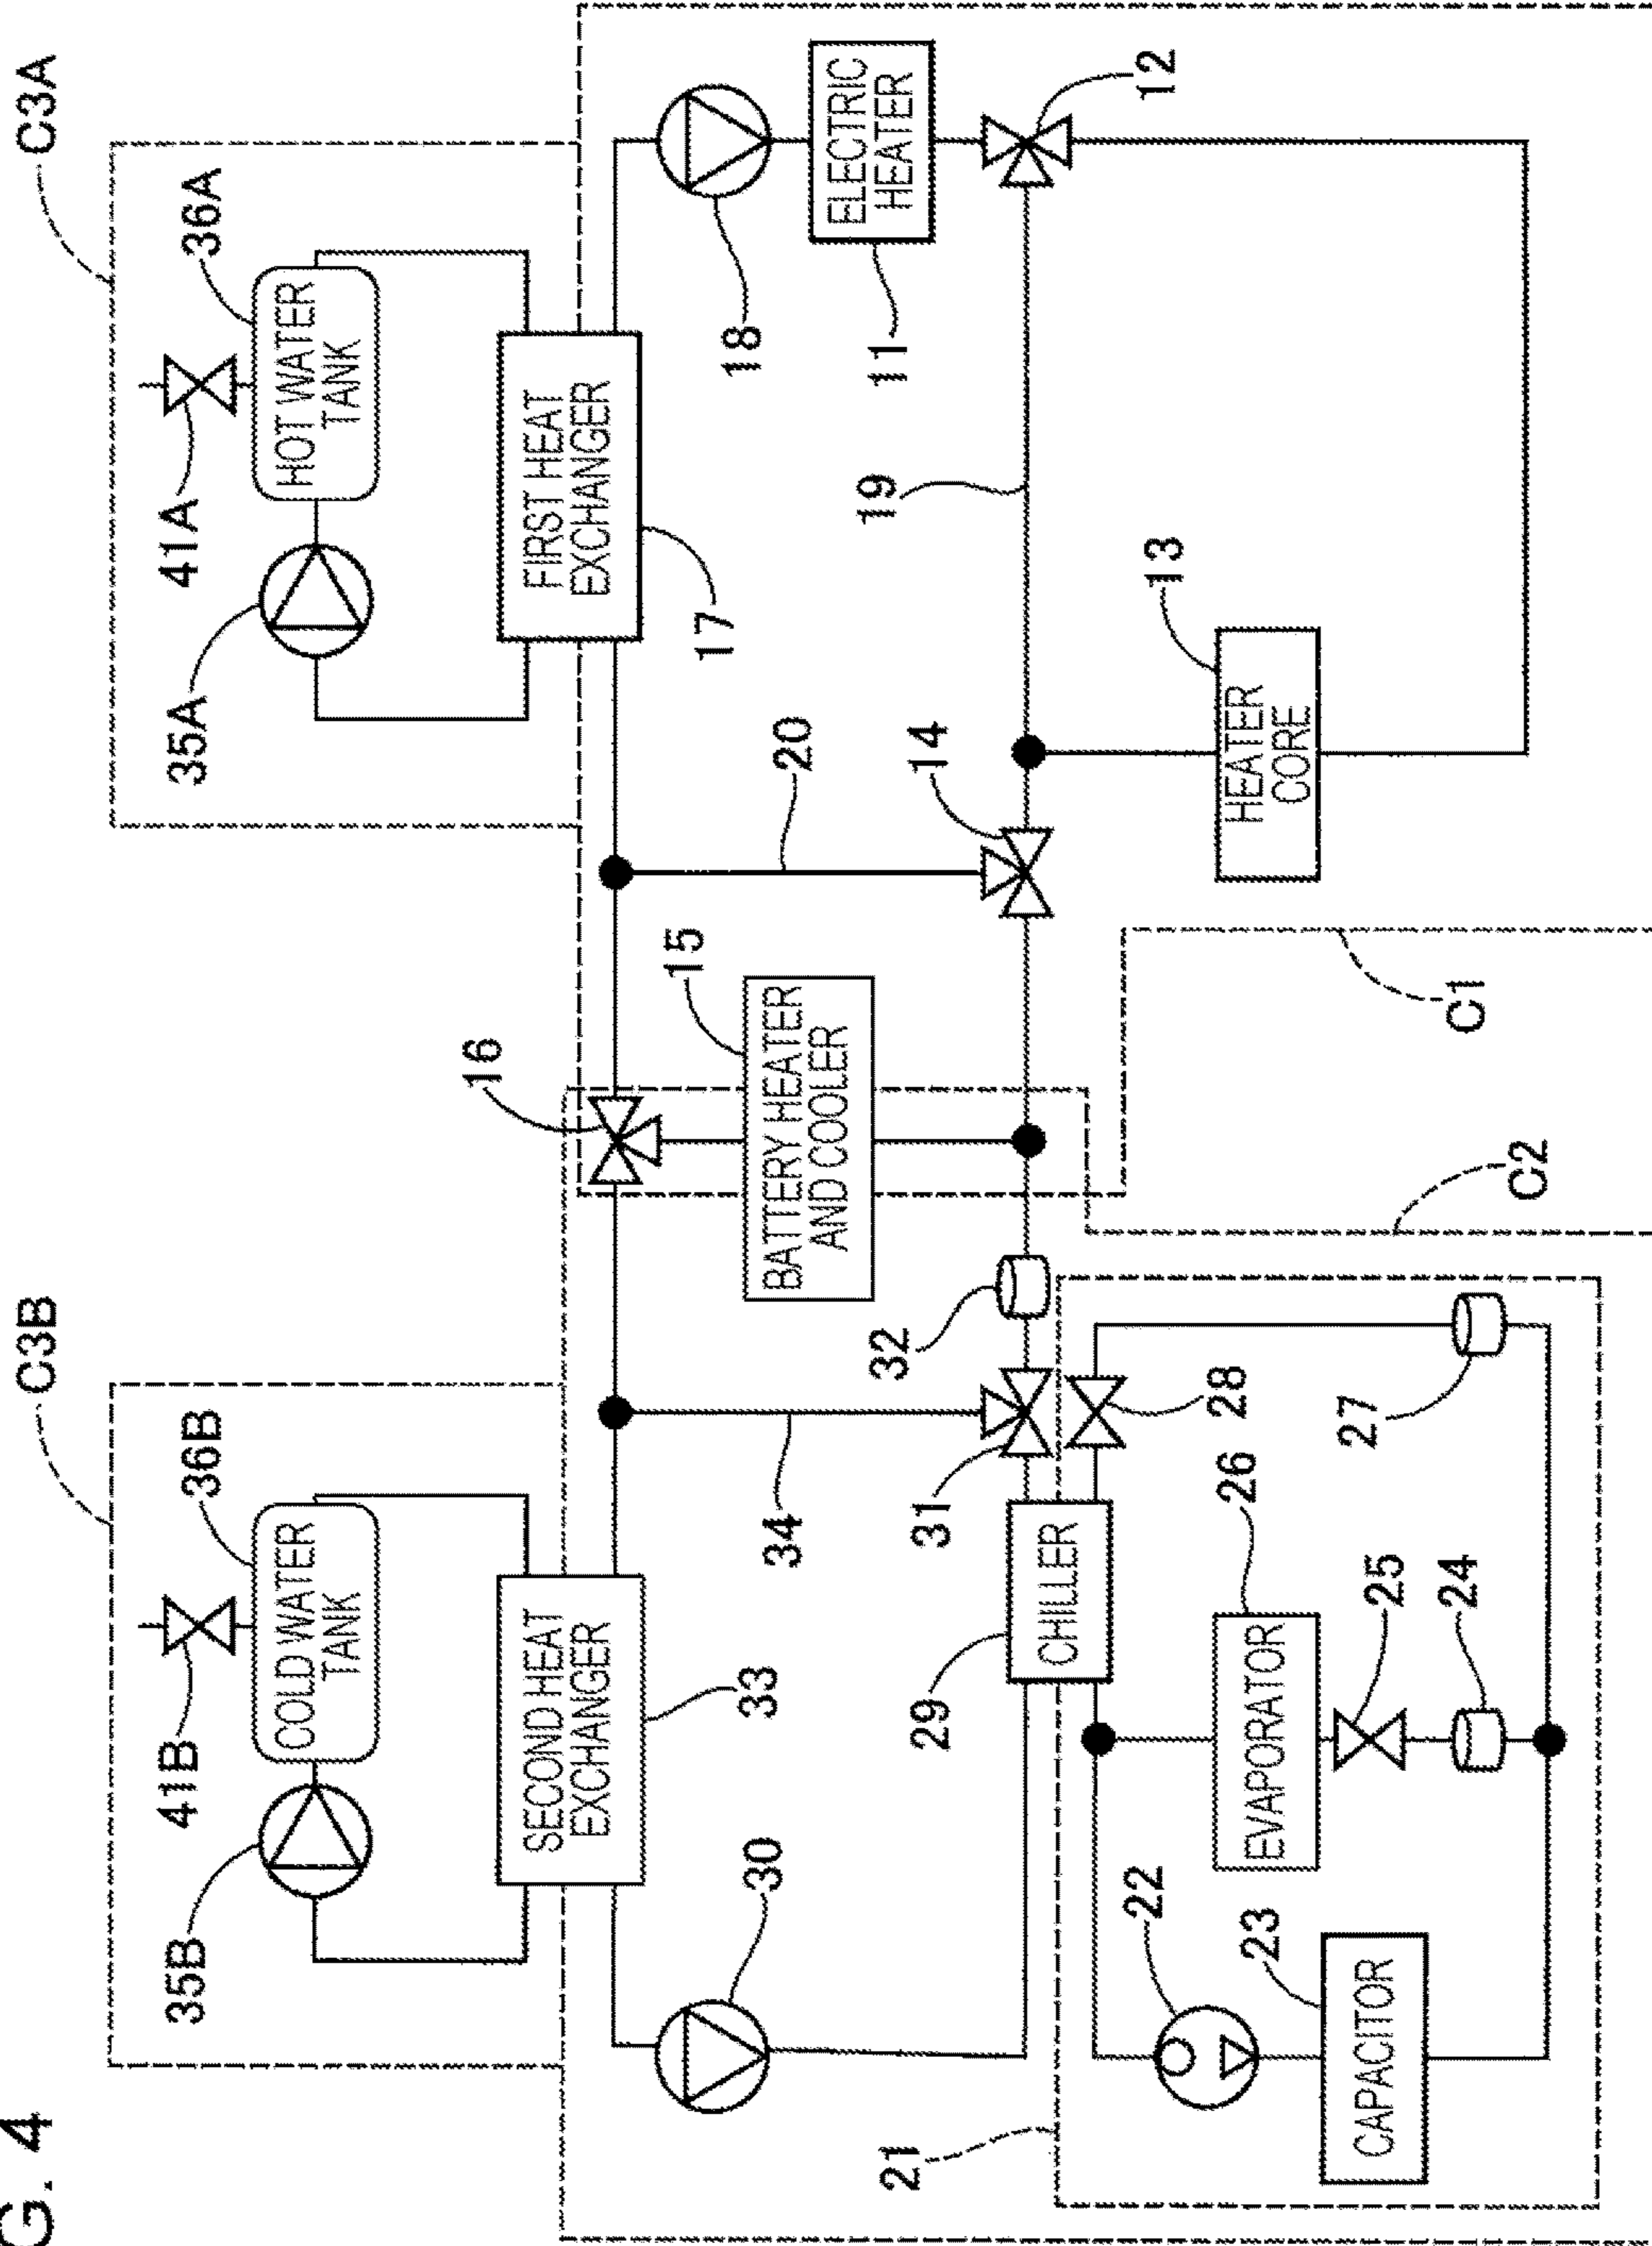 G. 4
C3B
C3A
41B
36B
35B
COLD WATER
TANK
41A
36A
35A
HOT WATER
TANK
SECOND HEAT
EXCHANGER
33
16
FIRST HEAT
EXCHANGER
17
30
34
15
BATTERY HEATER
AND COOLER
20
18
ELECTRIC
HEATER
11
21
29
31
32
14
19
12
CHILLER
22
26
28
13
23
EVAPORATOR
25
27
HEATER
CORE
CAPACITOR
24
C2
C1